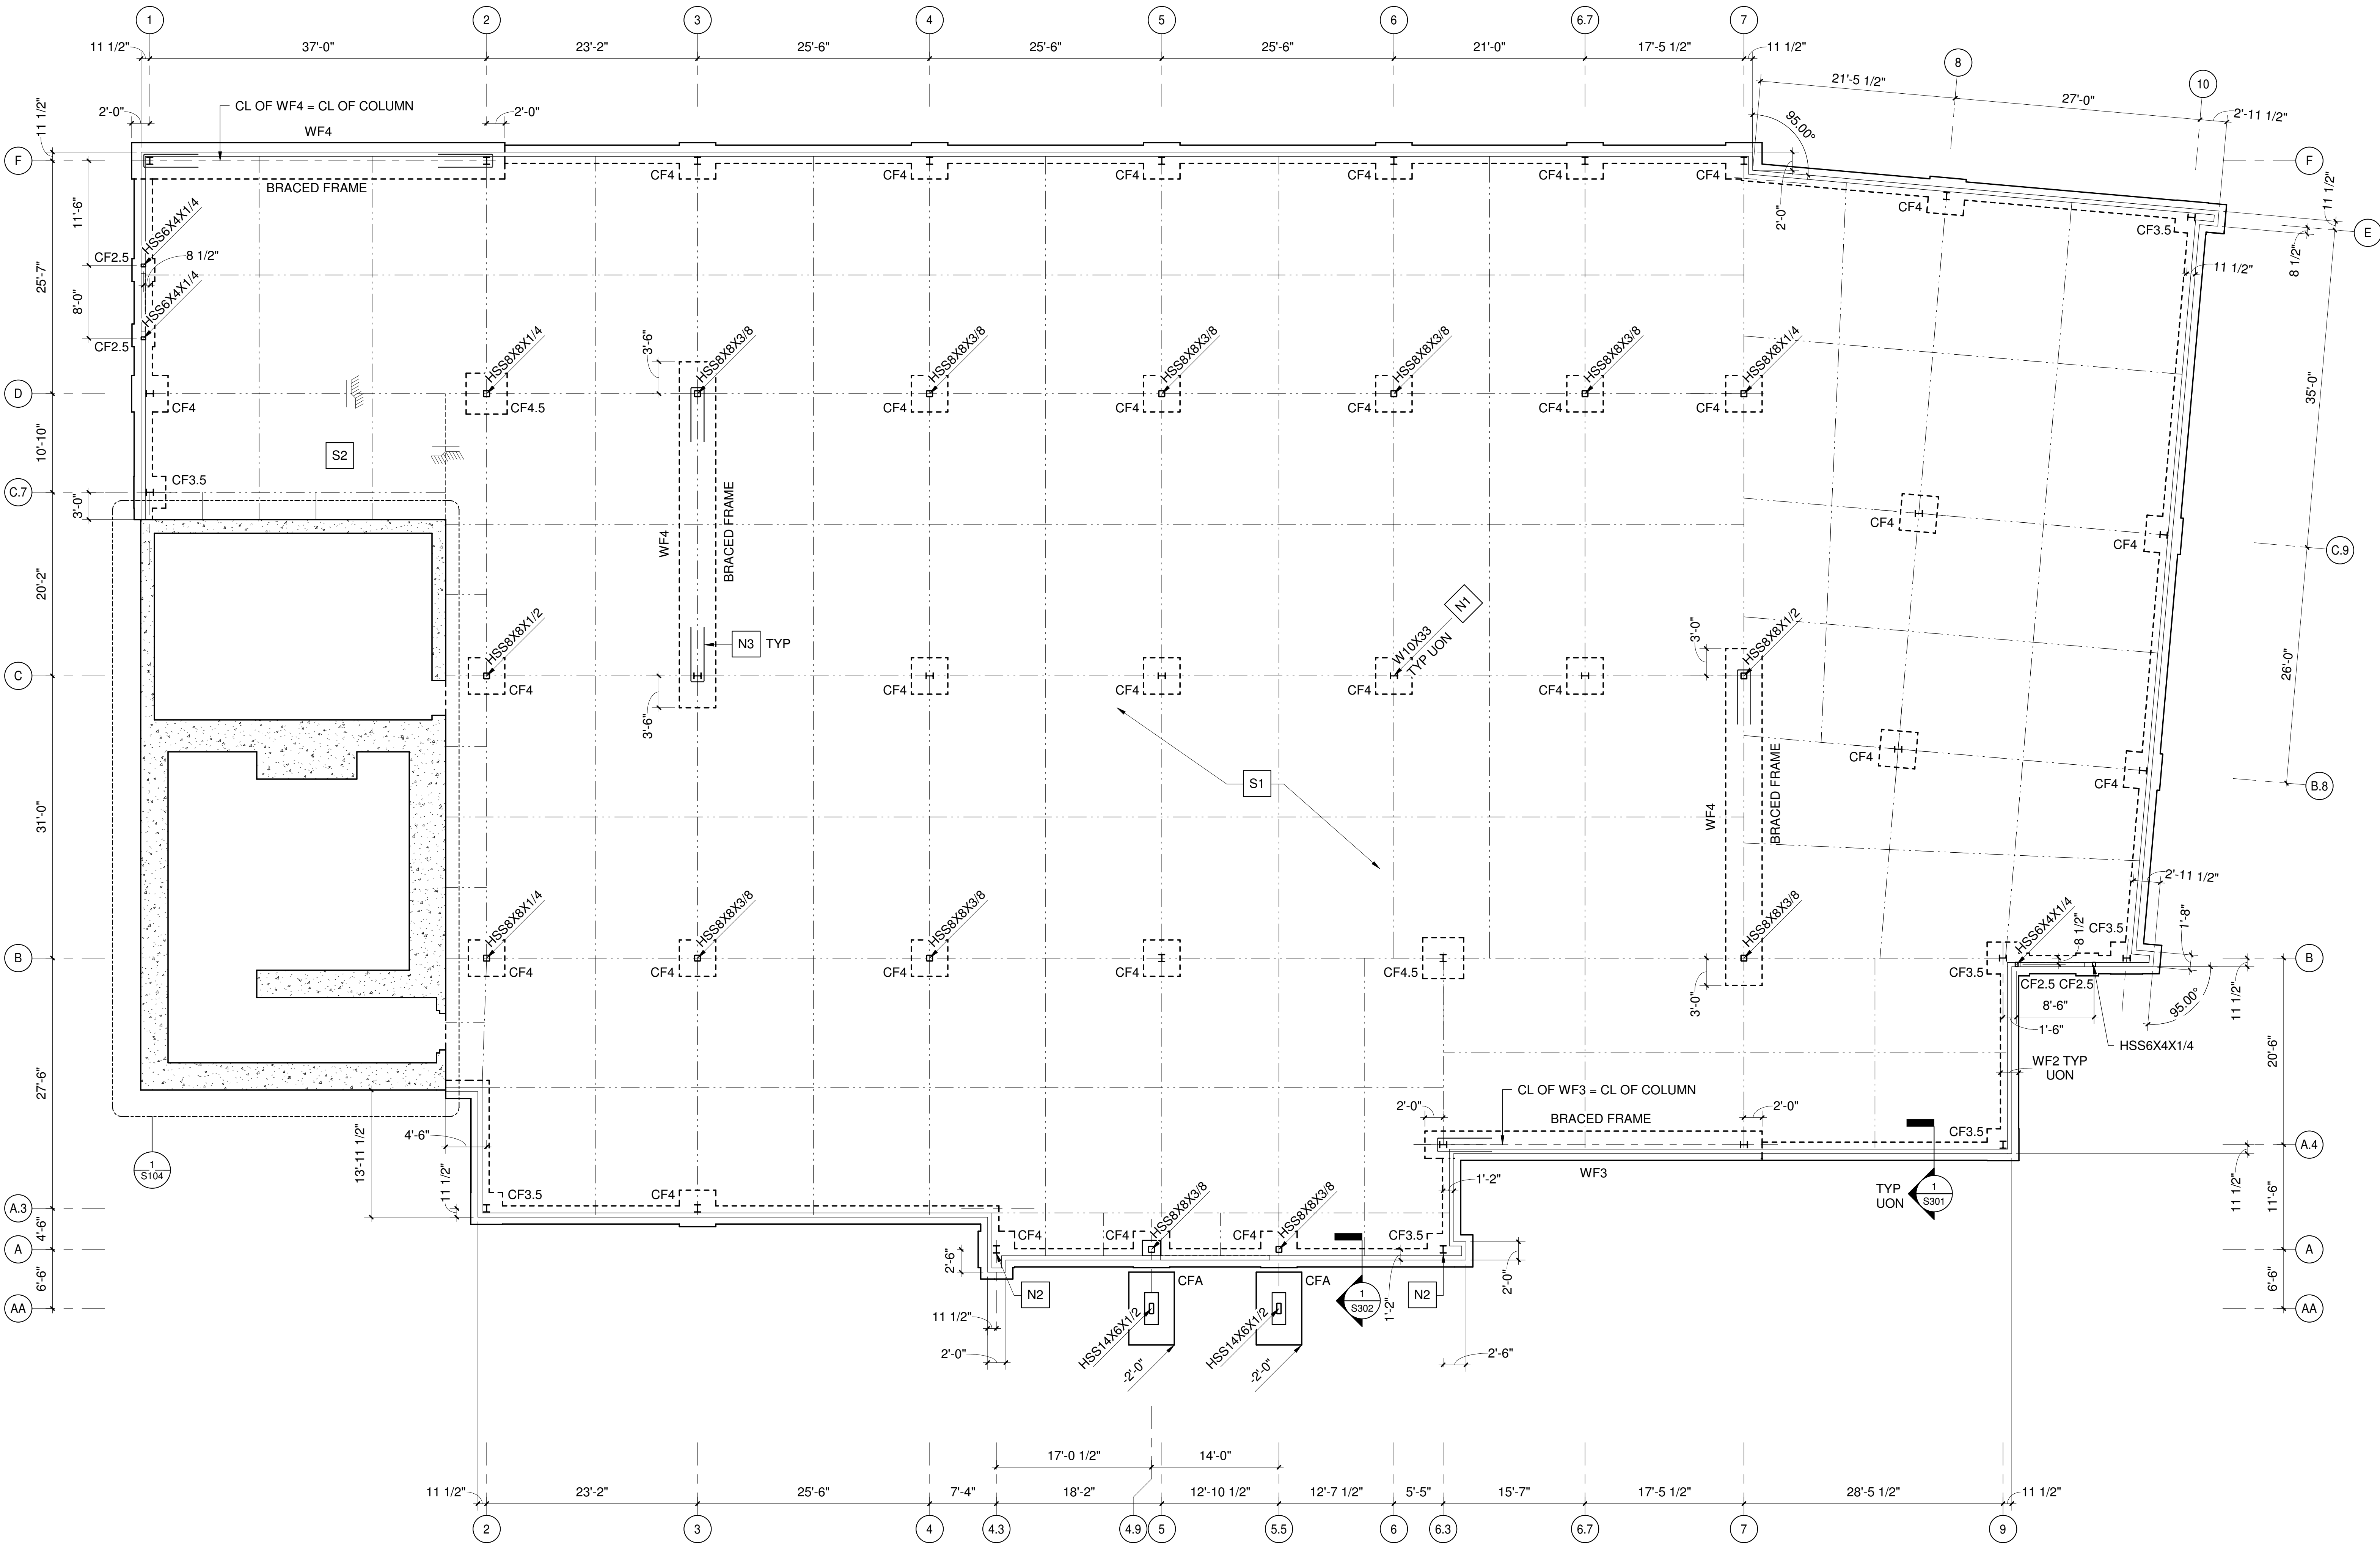 1
2
3
4
5
6
6.7
7
11 1/2"
37'-0"
23'-2"
25'-6"
25'-6"
25'-6"
21'-0"
17'-5 1/2"
11 1/2"
8
10
21'-5 1/2"
27'-0"
2'-11 1/2"
95.00°
11 1/2"
2'-0"
CL OF WF4 = CL OF COLUMN
2'-0"
WF4
F
F
BRACED FRAME
CF4
CF4
CF4
CF4
CF4
CF4
2'-0"
CF4
CF3.5
11 1/2"
E
8 1/2"
11 1/2"
11'-6"
HSS6X4X1/4
CF2.5
8 1/2"
25'-7"
8'-0"
HSS6X4X1/4
CF2.5
3'-6"
HSS8X8X1/4
HSS8X8X3/8
HSS8X8X3/8
HSS8X8X3/8
HSS8X8X3/8
HSS8X8X3/8
HSS8X8X1/4
35'-0"
D
CF4
CF4.5
CF4
CF4
CF4
CF4
CF4
10'-10"
S2
C.7
CF3.5
3'-0"
WF4
BRACED FRAME
CF4
CF4
C.9
20'-2"
HSS8X8X1/2
N3 TYP
W10X33
TYP UON
N1
3'-0"
HSS8X8X1/2
C
CF4
CF4
CF4
CF4
CF4
3'-6"
26'-0"
S1
WF4
BRACED FRAME
CF4
CF4
B.8
31'-0"
HSS8X8X1/4
HSS8X8X3/8
HSS8X8X3/8
HSS8X8X3/8
2'-11 1/2"
HSS6X4X1/4
8 1/2"
CF3.5
1'-8"
B
CF4
CF4
CF4
CF4
CF4.5
CF3.5
B
3'-0"
CF2.5 CF2.5
8'-6"
1'-6"
HSS6X4X1/4
95.00°
11 1/2"
20'-6"
27'-6"
WF2 TYP
UON
CL OF WF3 = CL OF COLUMN
2'-0"
BRACED FRAME
2'-0"
CF3.5
A.4
4'-6"
13'-11 1/2"
1
S104
11 1/2"
WF3
1'-2"
TYP
UON
1
S301
11 1/2"
11'-6"
A.3
CF3.5
CF4
HSS8X8X3/8
HSS8X8X3/8
4'-6"
CF4
CF4
CF4
CF3.5
A
A
2'-6"
2'-0"
6'-6"
N2
CFA
CFA
1
S302
N2
1'-2"
6'-6"
AA
AA
11 1/2"
HSS14X6X1/2
HSS14X6X1/2
2'-0"
-2'-0"
-2'-0"
2'-6"
17'-0 1/2"
14'-0"
11 1/2"
23'-2"
25'-6"
7'-4"
18'-2"
12'-10 1/2"
12'-7 1/2"
5'-5"
15'-7"
17'-5 1/2"
28'-5 1/2"
11 1/2"
2
3
4
4.3
4.9
5
5.5
6
6.3
6.7
7
9